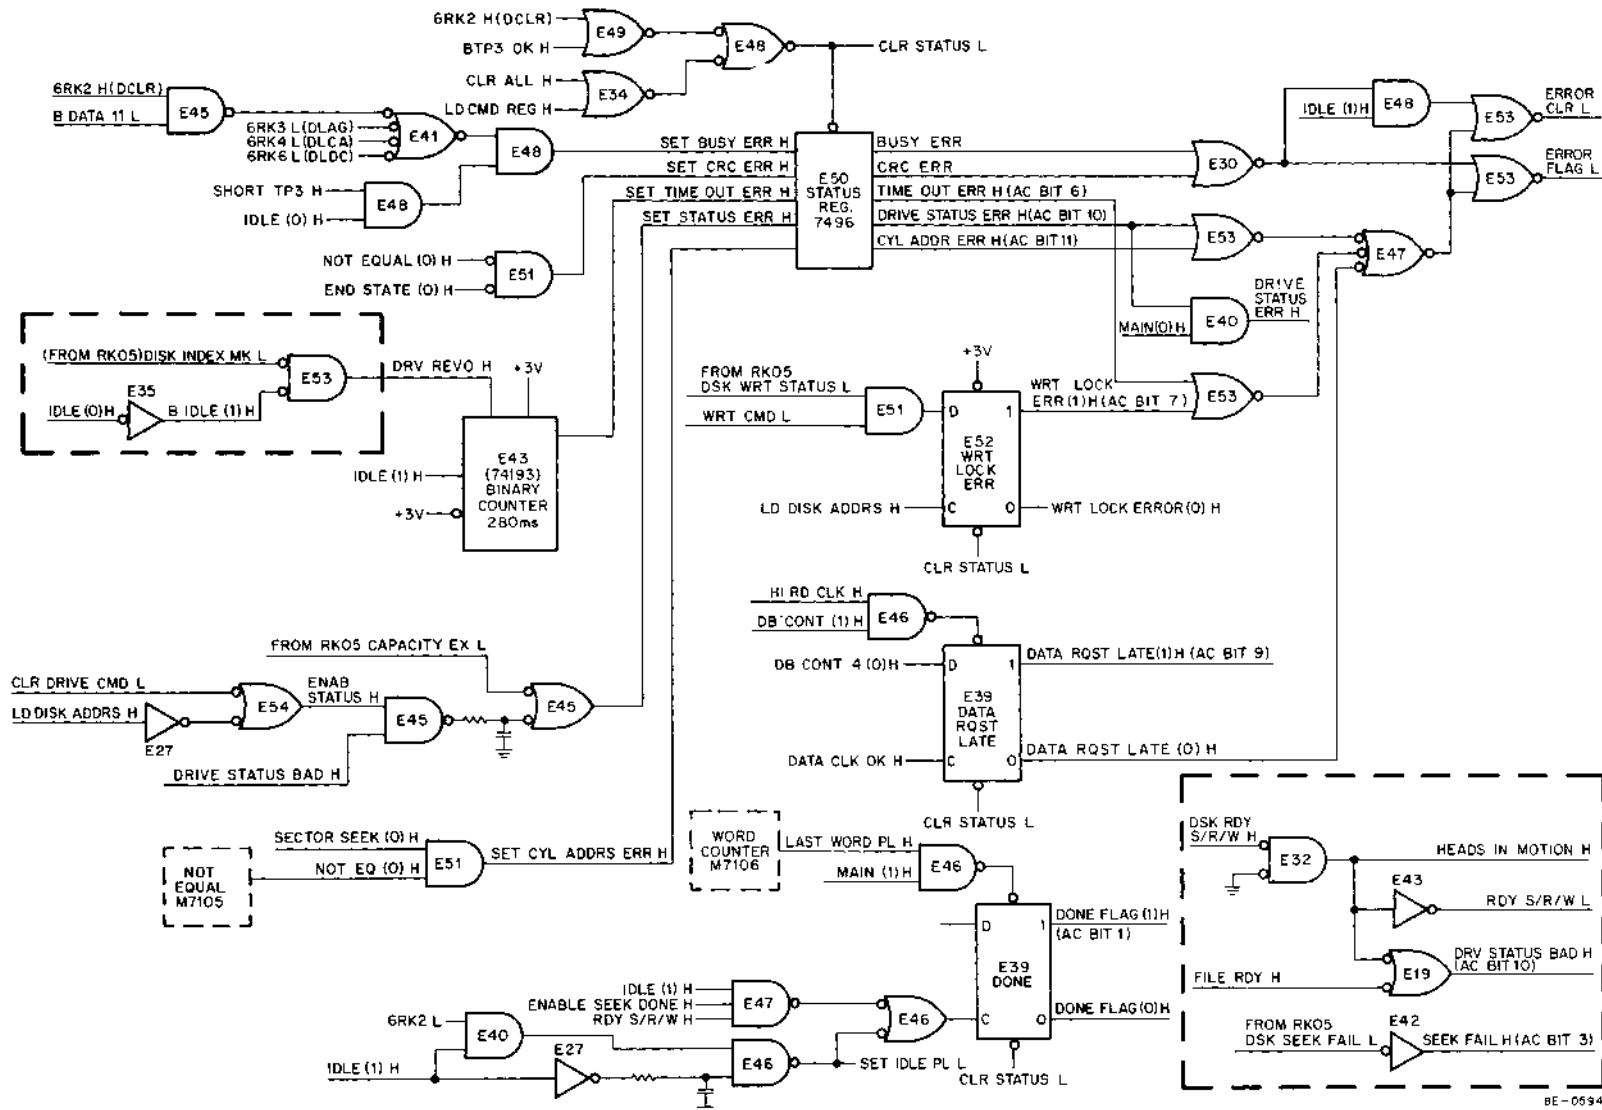 6RK2 H(DCLR)
BTP3 OK H
E49
E48
CLR STATUS L
CLR ALL H
LD CMD REG H
E34
6RK2 H(DCLR)
B DATA 11 L
E45
6RK3 L(DLAG)
6RK4 L(DLCA)
6RK6 L(DLDC)
E41
E48
SHORT TP3 H
IDLE (0) H
E48
NOT EQUAL (0) H
END STATE (0) H
E51
SET BUSY ERR H
SET CRC ERR H
SET TIME OUT ERR H
SET STATUS ERR H
E50
STATUS
REG.
7496
BUSY ERR
CRC ERR
TIME OUT ERR H (AC BIT 6)
DRIVE STATUS ERR H(AC BIT 10)
CYL ADDR ERR H(AC BIT11)
E30
IDLE (1)H
E48
E53
ERROR
CLR L
E53
ERROR
FLAG L
E53
E47
MAIN(0)H
E40
DRIVE
STATUS
ERR H
(FROM RK05)DISK INDEX MK L
E35
IDLE (0)H
B IDLE (1) H
E53
DRV REVO H
+3V
IDLE (1) H
+3V
E43
(74193)
BINARY
COUNTER
280ms
FROM RK05
DSK WRT STATUS L
WRT CMD L
E51
+3V
D
1
E52
WRT
LOCK
ERR
C
0
LD DISK ADDRS H
WRT LOCK
ERR(1)H(AC BIT 7)
E53
WRT LOCK ERROR(0) H
CLR STATUS L
HI RD CLK H
DB CONT (1) H
E46
DB CONT 4 (0)H
D
1
E39
DATA
RQST
LATE
C
0
DATA RQST LATE(1)H (AC BIT 9)
DATA CLK OK H
DATA RQST LATE (0) H
CLR STATUS L
FROM RK05 CAPACITY EX L
CLR DRIVE CMD L
LD DISK ADDRS H
E27
E54
ENAB
STATUS H
E45
E45
DRIVE STATUS BAD H
SECTOR SEEK (0) H
NOT EQ (0) H
E51
SET CYL ADDRS ERR H
NOT
EQUAL
M7105
WORD
COUNTER
M7106
LAST WORD PL H
MAIN (1) H
E46
D
1
E39
DONE
C
0
DONE FLAG(1)H
(AC BIT 1)
DONE FLAG(0)H
CLR STATUS L
IDLE (1) H
ENABLE SEEK DONE H
RDY S/R/W H
E47
E46
6RK2 L
E40
IDLE (1) H
E27
E46
SET IDLE PL L
DSK RDY
S/R/W H
E32
HEADS IN MOTION H
E43
RDY S/R/W L
FILE RDY H
E19
DRV STATUS BAD H
(AC BIT10)
FROM RK05
DSK SEEK FAIL L
E42
SEEK FAIL H(AC BIT 3)
BE-0594